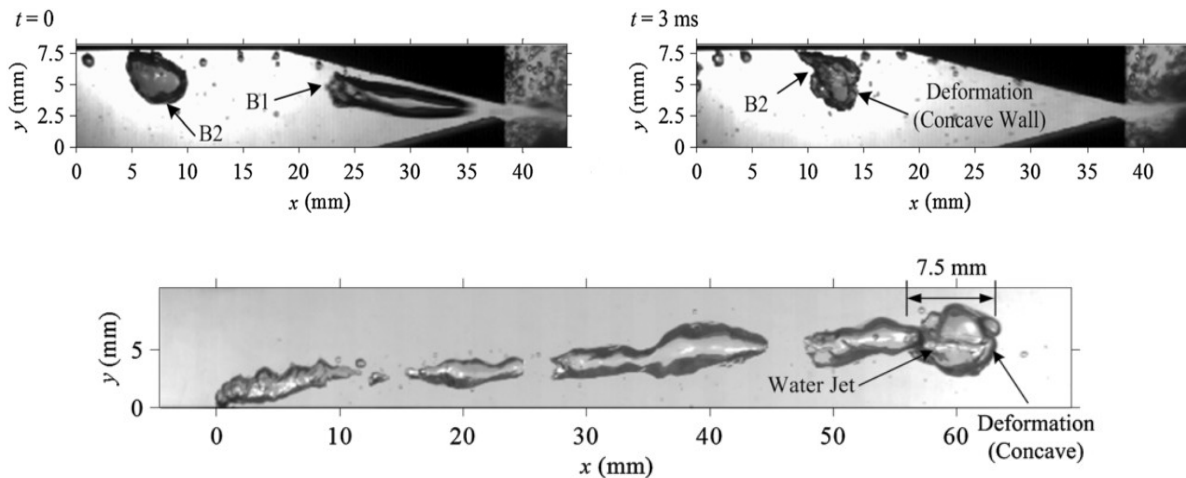 t = 0
7.5
5
2.5
0
y (mm)
B1
B2
0 5 10 15 20 25 30 35 40
x (mm)
t = 3 ms
7.5
5
2.5
0
y (mm)
B2
Deformation
(Concave Wall)
0 5 10 15 20 25 30 35 40
x (mm)
7.5 mm
5
0
y (mm)
Water Jet
Deformation
(Concave)
0 10 20 30 40 50 60
x (mm)